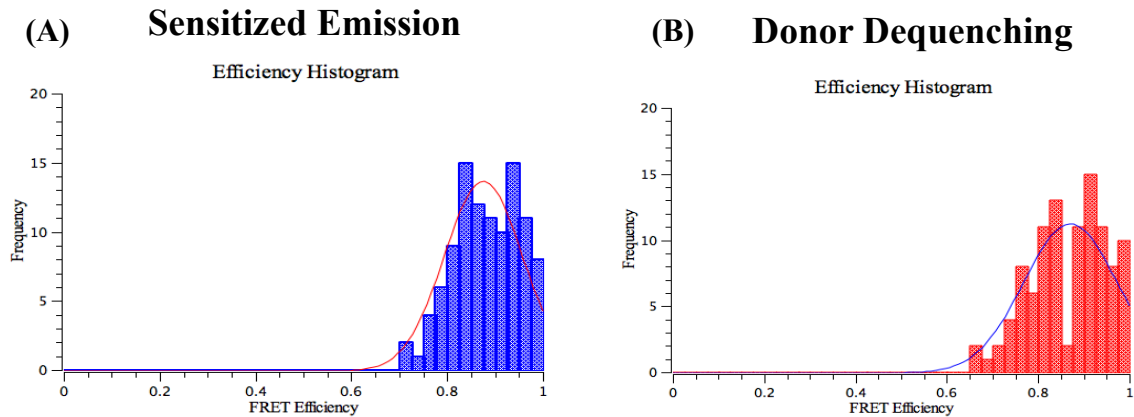 (A) Sensitized Emission
Efficiency Histogram
20
15
10
5
0
Frequency
0 0.2 0.4 0.6 0.8 1
FRET Efficiency
(B) Donor Dequenching
Efficiency Histogram
20
15
10
5
0
Frequency
0 0.2 0.4 0.6 0.8 1
FRET Efficiency